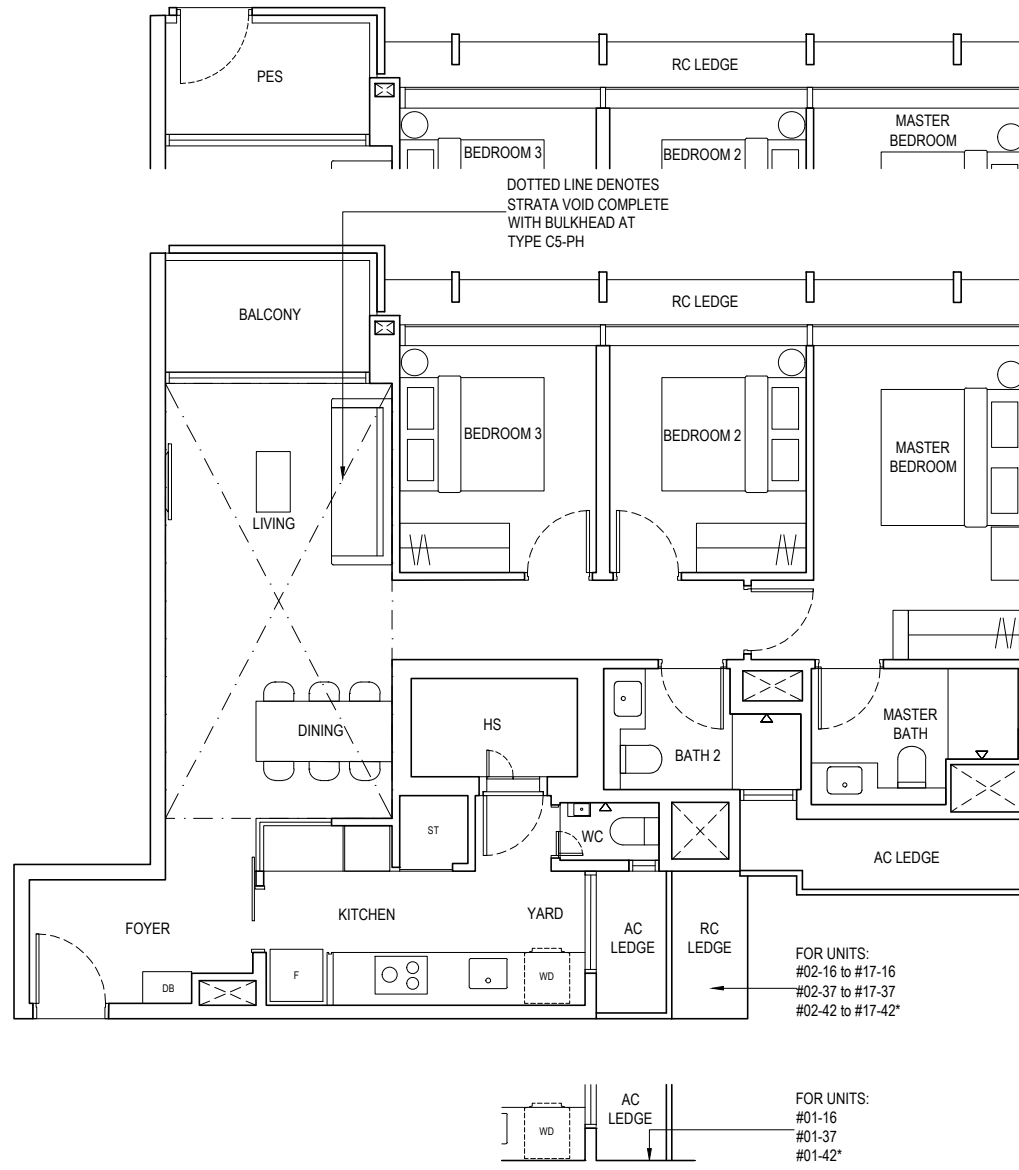 PES
RC LEDGE
BEDROOM 3
BEDROOM 2
MASTER
BEDROOM
DOTTED LINE DENOTES
STRATA VOID COMPLETE
WITH BULKHEAD AT
TYPE C5-PH
BALCONY
RC LEDGE
BEDROOM 3
BEDROOM 2
MASTER
BEDROOM
LIVING
DINING
HS
BATH 2
MASTER
BATH
ST
WC
AC LEDGE
FOYER
KITCHEN
YARD
AC
LEDGE
RC
LEDGE
DB
F
WD
FOR UNITS:
#02-16 to #17-16
#02-37 to #17-37
#02-42 to #17-42*
WD
AC
LEDGE
FOR UNITS:
#01-16
#01-37
#01-42*